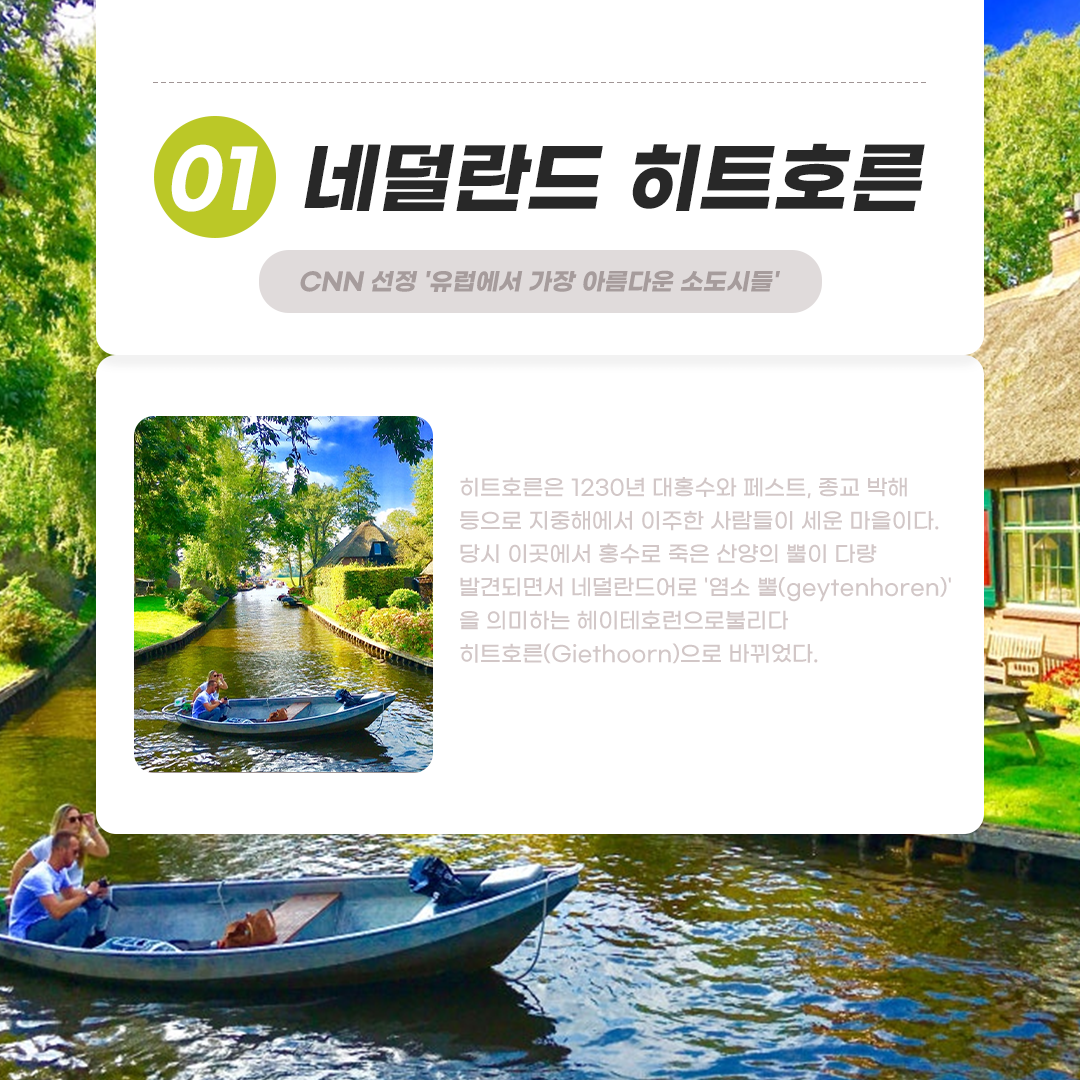 01 네덜란드 히트호른
CNN 선정 '유럽에서 가장 아름다운 소도시들'
히트호른은 1230년 대홍수와 페스트, 종교 박해
등으로 지중해에서 이주한 사람들이 세운 마을이다.
당시 이곳에서 홍수로 죽은 산양의 뿔이 다량
발견되면서 네덜란드어로 '염소 뿔(geytenhoren)'
을 의미하는 헤이테호런으로불리다
히트호른(Giethoorn)으로 바뀌었다.